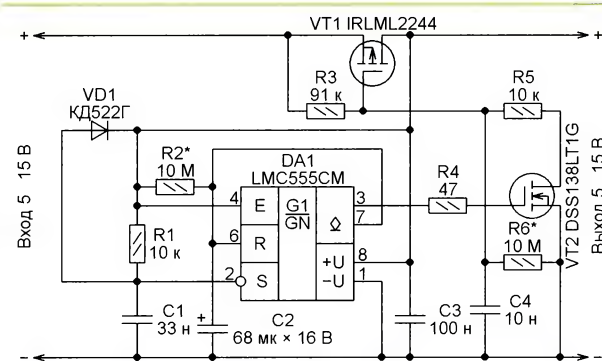 VT1 IRLML2244
+
+
R3
91 к
R5
10 к
VD1
КД522Г
R2*
10 М
DA1
LMC555CM
R4
47
VT2 DSS138LT1G
Вход 5   15 В
Выход 5   15 В
4
E
G1
GN
3
7
6
R
R1
10 к
2
S
+U
8
−U
1
R6*
10 М
C1
33 н
+
C2
68 мк × 16 В
C3
100 н
C4
10 н
−
−